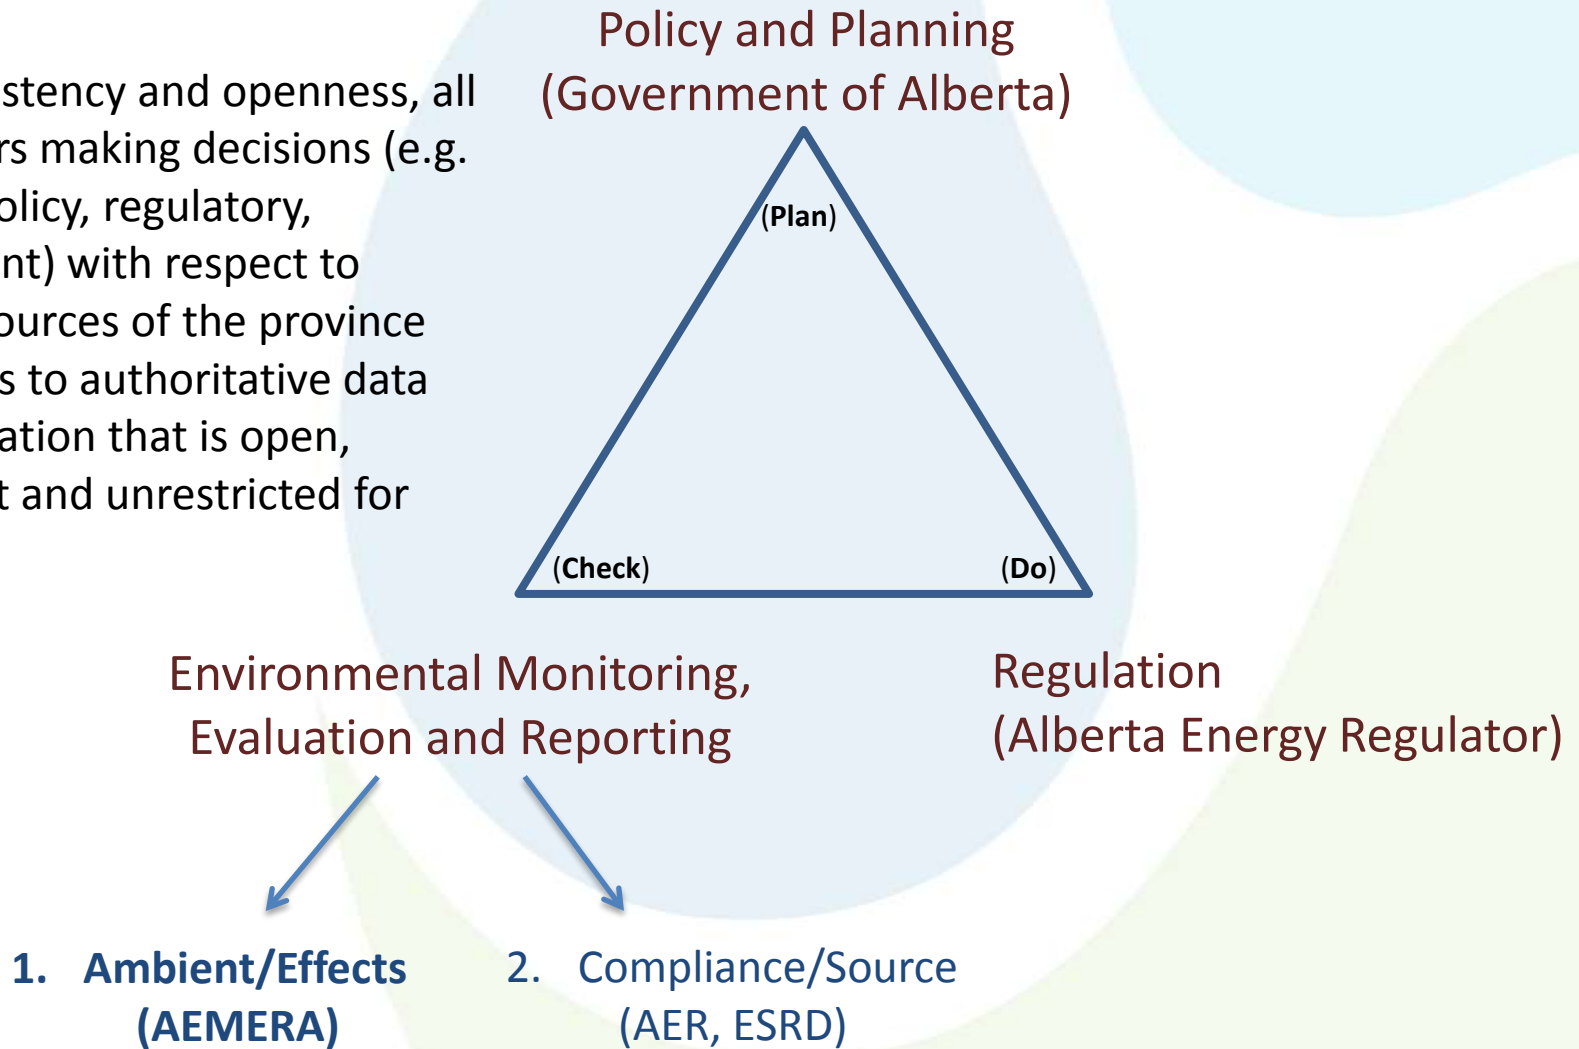 Policy and Planning
(Government of Alberta)
istency and openness, all
rs making decisions (e.g.
olicy, regulatory,
nt) with respect to
ources of the province
s to authoritative data
ation that is open,
t and unrestricted for
(Plan)
(Check)
(Do)
Environmental Monitoring,
Evaluation and Reporting
Regulation
(Alberta Energy Regulator)
1. Ambient/Effects
(AEMERA)
2. Compliance/Source
(AER, ESRD)